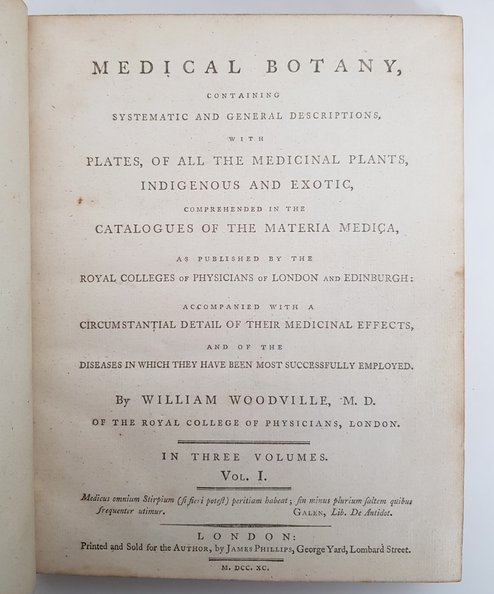 MEDICAL BOTANY,
CONTAINING
SYSTEMATIC AND GENERAL DESCRIPTIONS,
WITH
PLATES, OF ALL THE MEDICINAL PLANTS,
INDIGENOUS AND EXOTIC,
COMPREHENDED IN THE
CATALOGUES OF THE MATERIA MEDICA,
AS PUBLISHED BY THE
ROYAL COLLEGES OF PHYSICIANS OF LONDON AND EDINBURGH:
ACCOMPANIED WITH A
CIRCUMSTANTIAL DETAIL OF THEIR MEDICINAL EFFECTS,
AND OF THE
DISEASES IN WHICH THEY HAVE BEEN MOST SUCCESSFULLY EMPLOYED.
By WILLIAM WOODVILLE, M. D.
OF THE ROYAL COLLEGE OF PHYSICIANS, LONDON.
IN THREE VOLUMES.
VOL. I.
Medicus omnium Stirpium (ſi fieri poteſt) peritiam habeat; ſin minus plurium ſaltem quibus
frequenter utimur. GALEN, Lib. De Antidot.
LONDON:
Printed and Sold for the AUTHOR, by JAMES PHILLIPS, George Yard, Lombard Street.
M. DCC. XC.